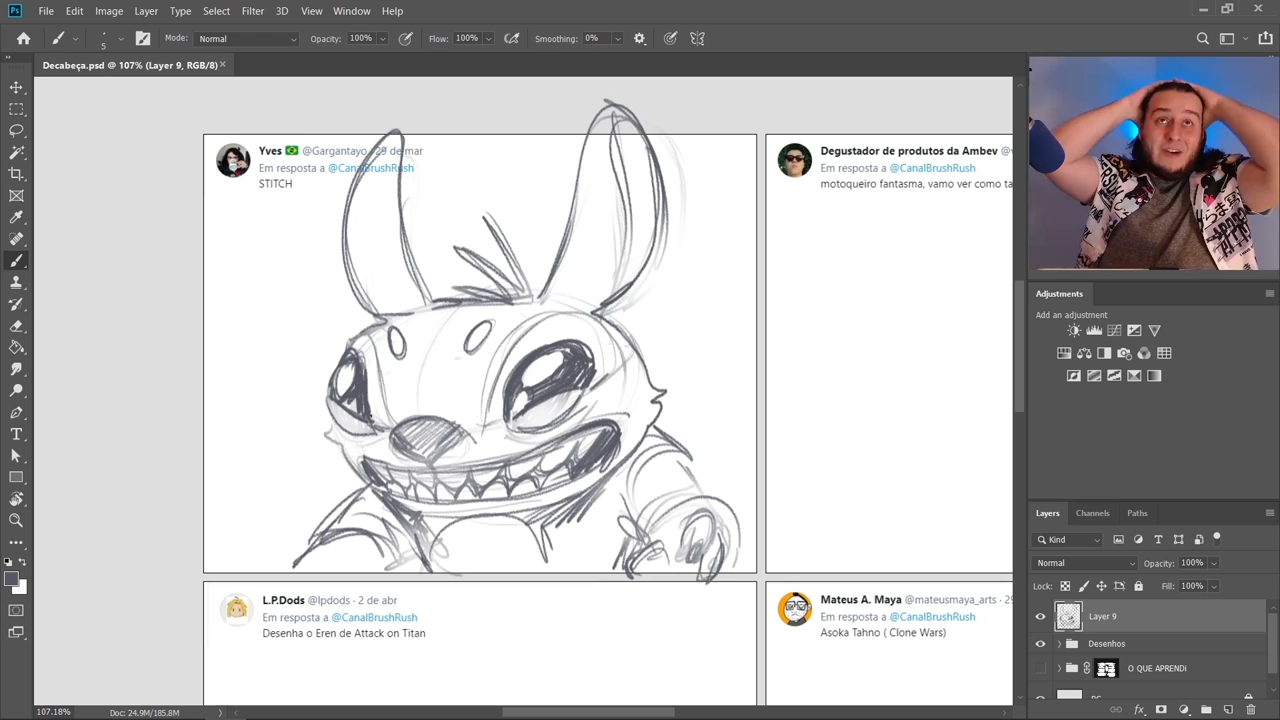 Ps File Edit Image Layer Type Select Filter 3D View Window Help
5 Mode: Normal Opacity: 100% Flow: 100% Smoothing: 0%
Decabeça.psd @ 107% (Layer 9, RGB/8)
Yves 🇧🇷 @Gargantayo · 29 de mar
Em resposta a @CanalBrushRush
STITCH
Degustador de produtos da Ambev
Em resposta a @CanalBrushRush
motoqueiro fantasma, vamo ver como
L.P.Dods @lpdods · 2 de abr
Em resposta a @CanalBrushRush
Desenha o Eren de Attack on Titan
Mateus A. Maya @mateusmaya_arts
Em resposta a @CanalBrushRush
Asoka Tahno ( Clone Wars)
Adjustments
Add an adjustment
Layers Channels Paths
Kind
Normal Opacity: 100%
Lock: Fill: 100%
Layer 9
Desenhos
O QUE APRENDI
107.18% Doc: 24.9M/185.8M